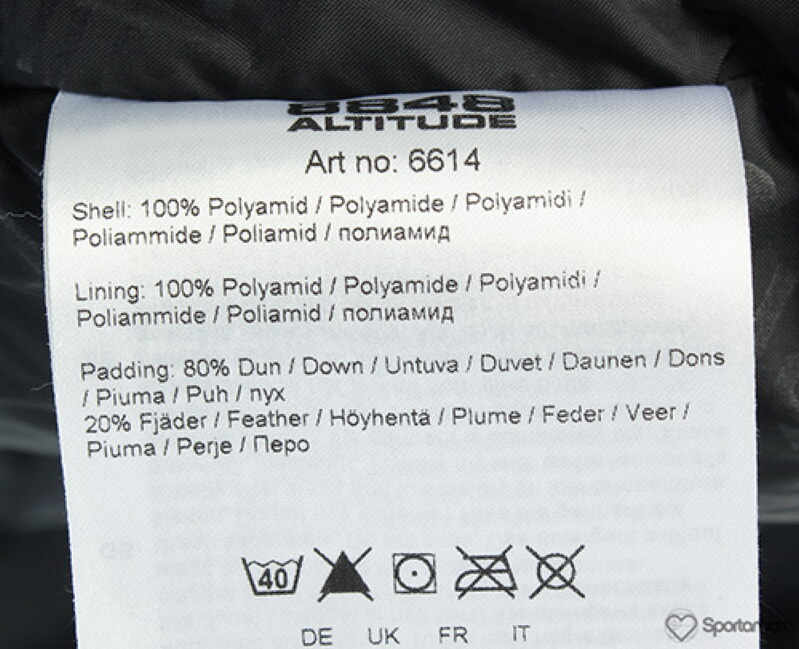 8848
ALTITUDE
Art no: 6614
Shell: 100% Polyamid / Polyamide / Polyamidi /
Poliammide / Poliamid / полиамид
Lining: 100% Polyamid / Polyamide / Polyamidi /
Poliammide / Poliamid / полиамид
Padding: 80% Dun / Down / Untuva / Duvet / Daunen / Dons
/ Piuma / Puh / пух
20% Fjäder / Feather / Höyhentä / Plume / Feder / Veer /
Piuma / Perje / Перо
40
DE UK FR IT
Sportamore